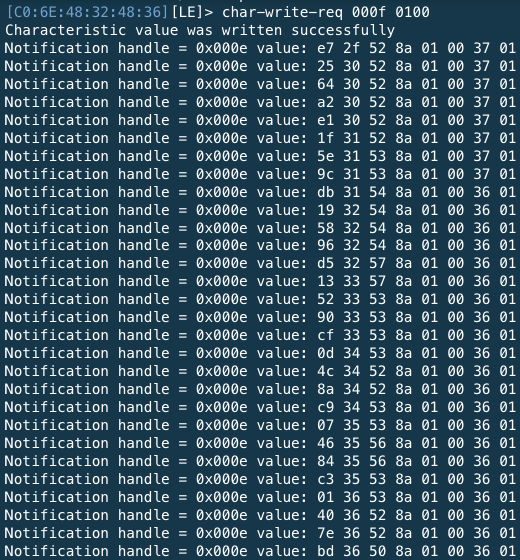 [C0:6E:48:32:48:36][LE]> char-write-req 000f 0100
Characteristic value was written successfully
Notification handle = 0x000e value: e7 2f 52 8a 01 00 37 01
Notification handle = 0x000e value: 25 30 52 8a 01 00 37 01
Notification handle = 0x000e value: 64 30 52 8a 01 00 37 01
Notification handle = 0x000e value: a2 30 52 8a 01 00 37 01
Notification handle = 0x000e value: e1 30 52 8a 01 00 37 01
Notification handle = 0x000e value: 1f 31 52 8a 01 00 37 01
Notification handle = 0x000e value: 5e 31 53 8a 01 00 37 01
Notification handle = 0x000e value: 9c 31 53 8a 01 00 37 01
Notification handle = 0x000e value: db 31 54 8a 01 00 36 01
Notification handle = 0x000e value: 19 32 54 8a 01 00 36 01
Notification handle = 0x000e value: 58 32 54 8a 01 00 36 01
Notification handle = 0x000e value: 96 32 54 8a 01 00 36 01
Notification handle = 0x000e value: d5 32 57 8a 01 00 36 01
Notification handle = 0x000e value: 13 33 57 8a 01 00 36 01
Notification handle = 0x000e value: 52 33 53 8a 01 00 36 01
Notification handle = 0x000e value: 90 33 53 8a 01 00 36 01
Notification handle = 0x000e value: cf 33 53 8a 01 00 36 01
Notification handle = 0x000e value: 0d 34 53 8a 01 00 36 01
Notification handle = 0x000e value: 4c 34 52 8a 01 00 36 01
Notification handle = 0x000e value: 8a 34 52 8a 01 00 36 01
Notification handle = 0x000e value: c9 34 53 8a 01 00 36 01
Notification handle = 0x000e value: 07 35 53 8a 01 00 36 01
Notification handle = 0x000e value: 46 35 56 8a 01 00 36 01
Notification handle = 0x000e value: 84 35 56 8a 01 00 36 01
Notification handle = 0x000e value: c3 35 53 8a 01 00 36 01
Notification handle = 0x000e value: 01 36 53 8a 01 00 36 01
Notification handle = 0x000e value: 40 36 52 8a 01 00 36 01
Notification handle = 0x000e value: 7e 36 52 8a 01 00 36 01
Notification handle = 0x000e value: bd 36 50 8a 01 00 36 01